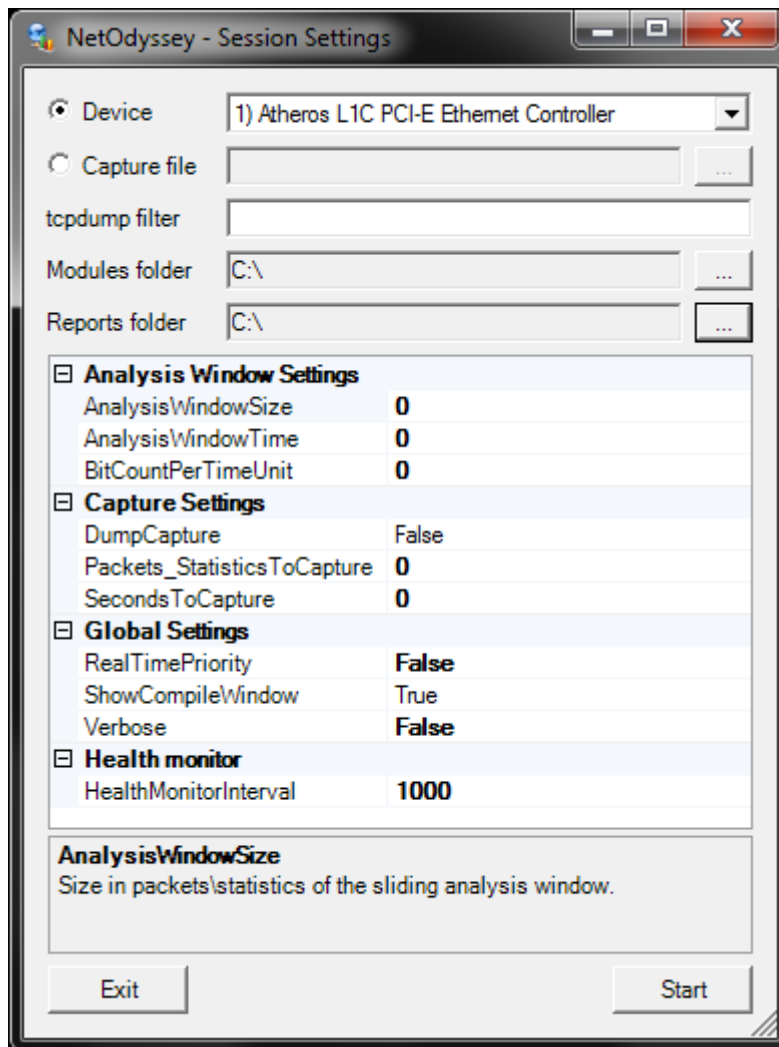 NetOdyssey - Session Settings
Device 1) Atheros L1C PCI-E Ethernet Controller
Capture file ...
tcpdump filter
Modules folder C:\ ...
Reports folder C:\ ...
Analysis Window Settings
AnalysisWindowSize 0
AnalysisWindowTime 0
BitCountPerTimeUnit 0
Capture Settings
DumpCapture False
Packets_StatisticsToCapture 0
SecondsToCapture 0
Global Settings
RealTimePriority False
ShowCompileWindow True
Verbose False
Health monitor
HealthMonitorInterval 1000
AnalysisWindowSize
Size in packets\statistics of the sliding analysis window.
Exit Start